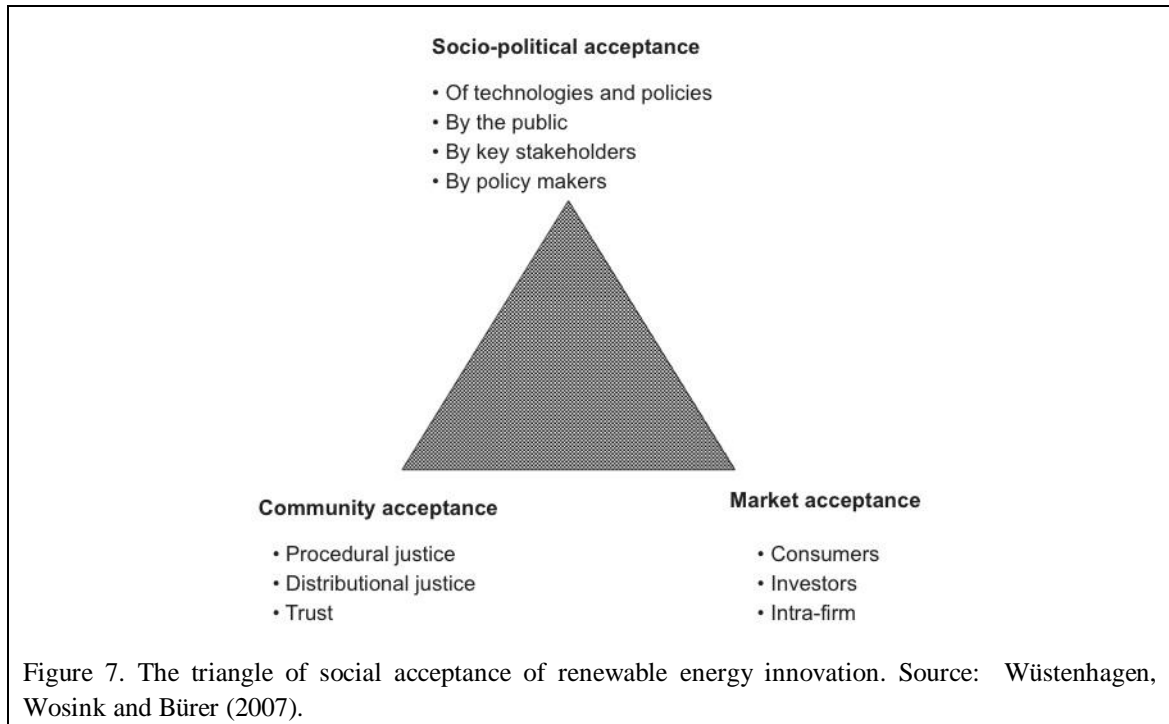 Socio-political acceptance
• Of technologies and policies
• By the public
• By key stakeholders
• By policy makers
Community acceptance
• Procedural justice
• Distributional justice
• Trust
Market acceptance
• Consumers
• Investors
• Intra-firm
Figure 7. The triangle of social acceptance of renewable energy innovation. Source: Wüstenhagen,
Wosink and Bürer (2007).